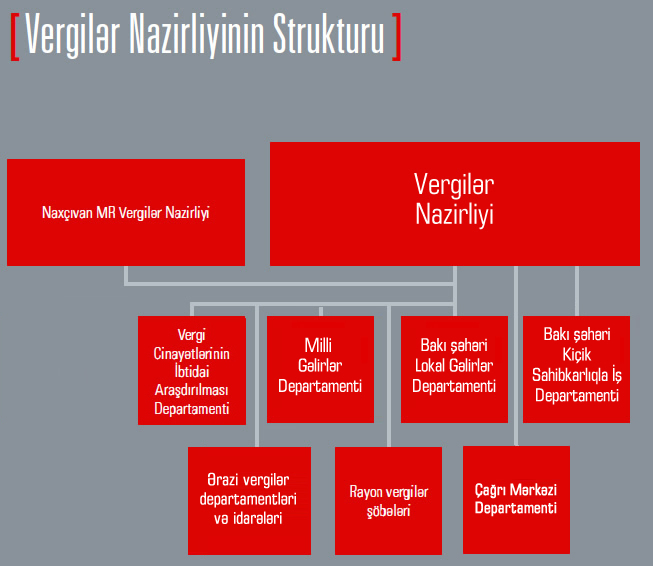 [ Vergilər Nazirliyinin Strukturu ]
Naxçıvan MR Vergilər Nazirliyi
Vergilər
Nazirliyi
Vergi
Cinayətlərinin
İbtidai
Araşdırılması
Departamenti
Milli
Gəlirlər
Departamenti
Bakı şəhəri
Lokal Gəlirlər
Departamenti
Bakı şəhəri
Kiçik
Sahibkarlıqla İş
Departamenti
Ərazi vergilər
departamentləri
və idarələri
Rayon vergilər
şöbələri
Çağrı Mərkəzi
Departamenti